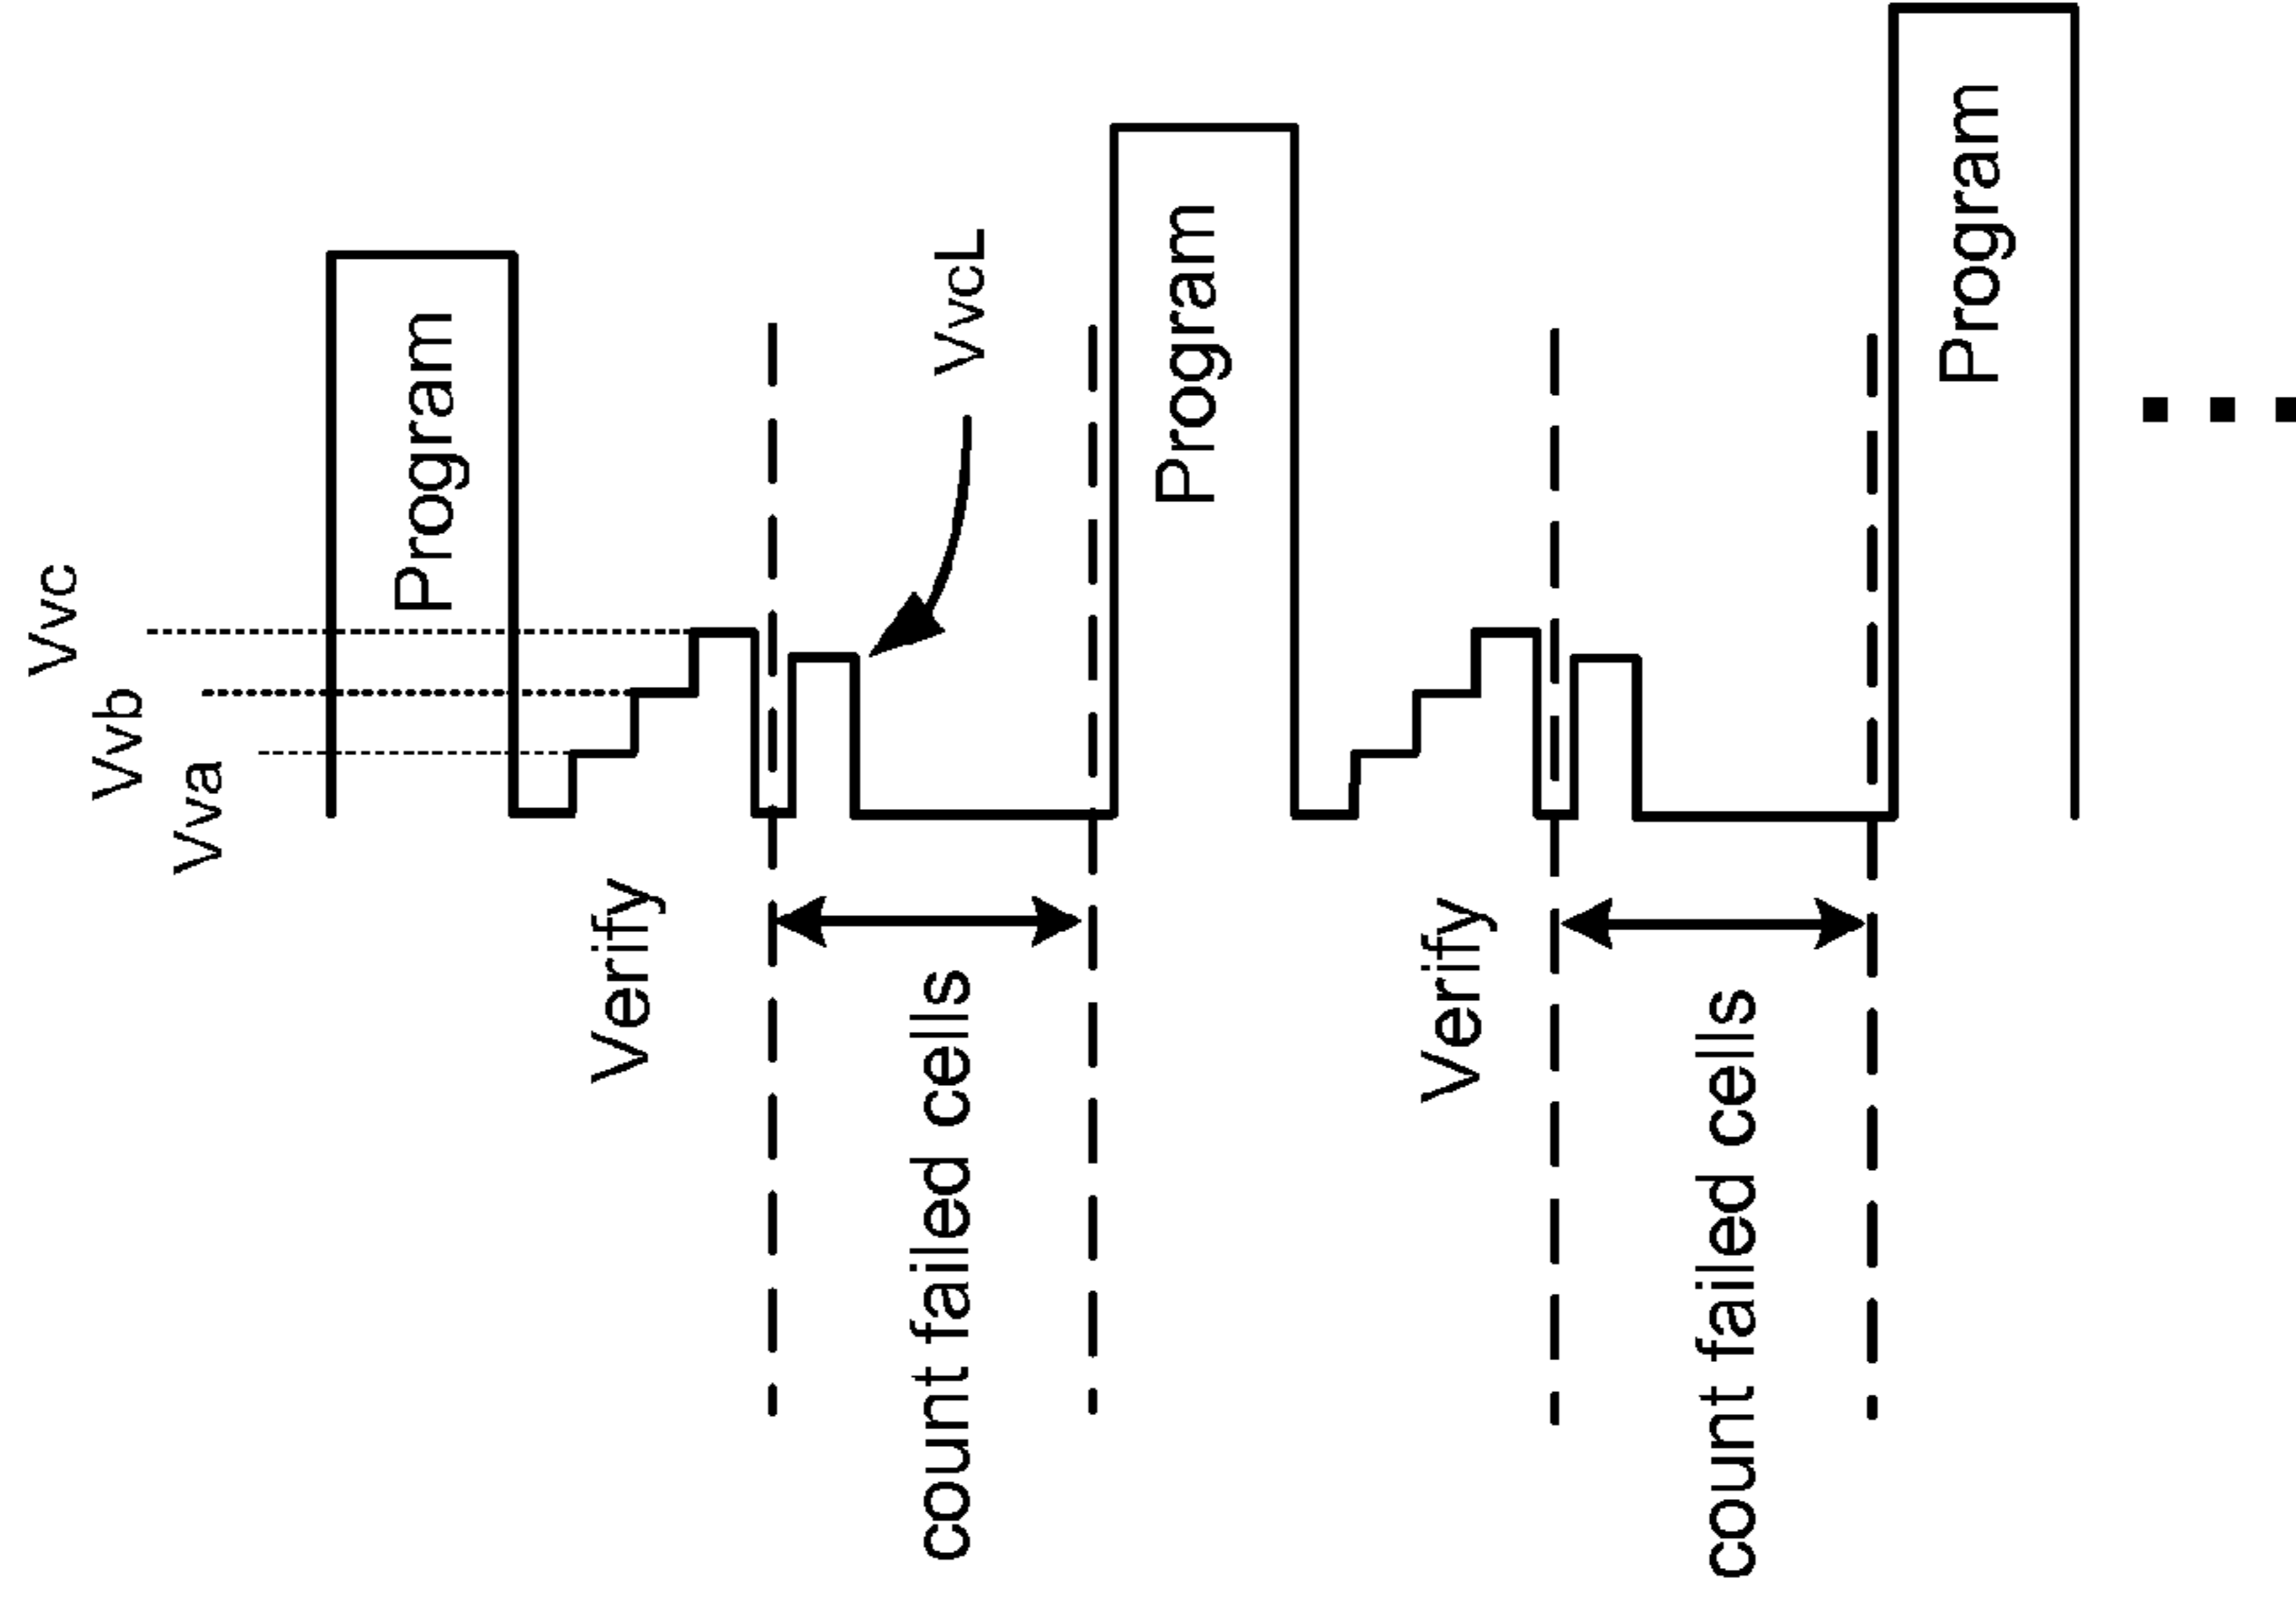 Vvc
Vvb
Vva
Program
Verify
count failed cells
VvcL
Program
Verify
count failed cells
Program